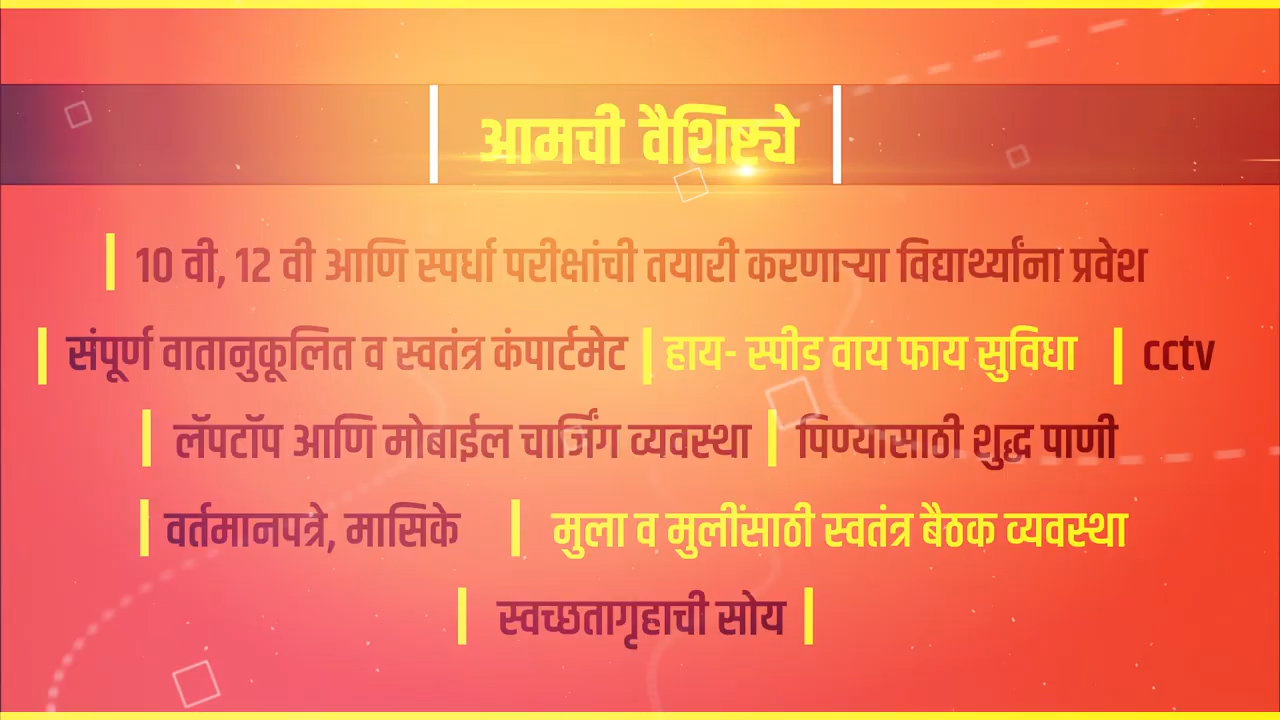 आमची वैशिष्ट्ये
10 वी, 12 वी आणि स्पर्धा परीक्षांची तयारी करणाऱ्या विद्यार्थ्यांना प्रवेश
संपूर्ण वातानुकूलित व स्वतंत्र कंपार्टमेट | हाय- स्पीड वाय फाय सुविधा | cctv
लॅपटॉप आणि मोबाईल चार्जिंग व्यवस्था | पिण्यासाठी शुद्ध पाणी
वर्तमानपत्रे, मासिके | मुला व मुलींसाठी स्वतंत्र बैठक व्यवस्था
स्वच्छतागृहाची सोय